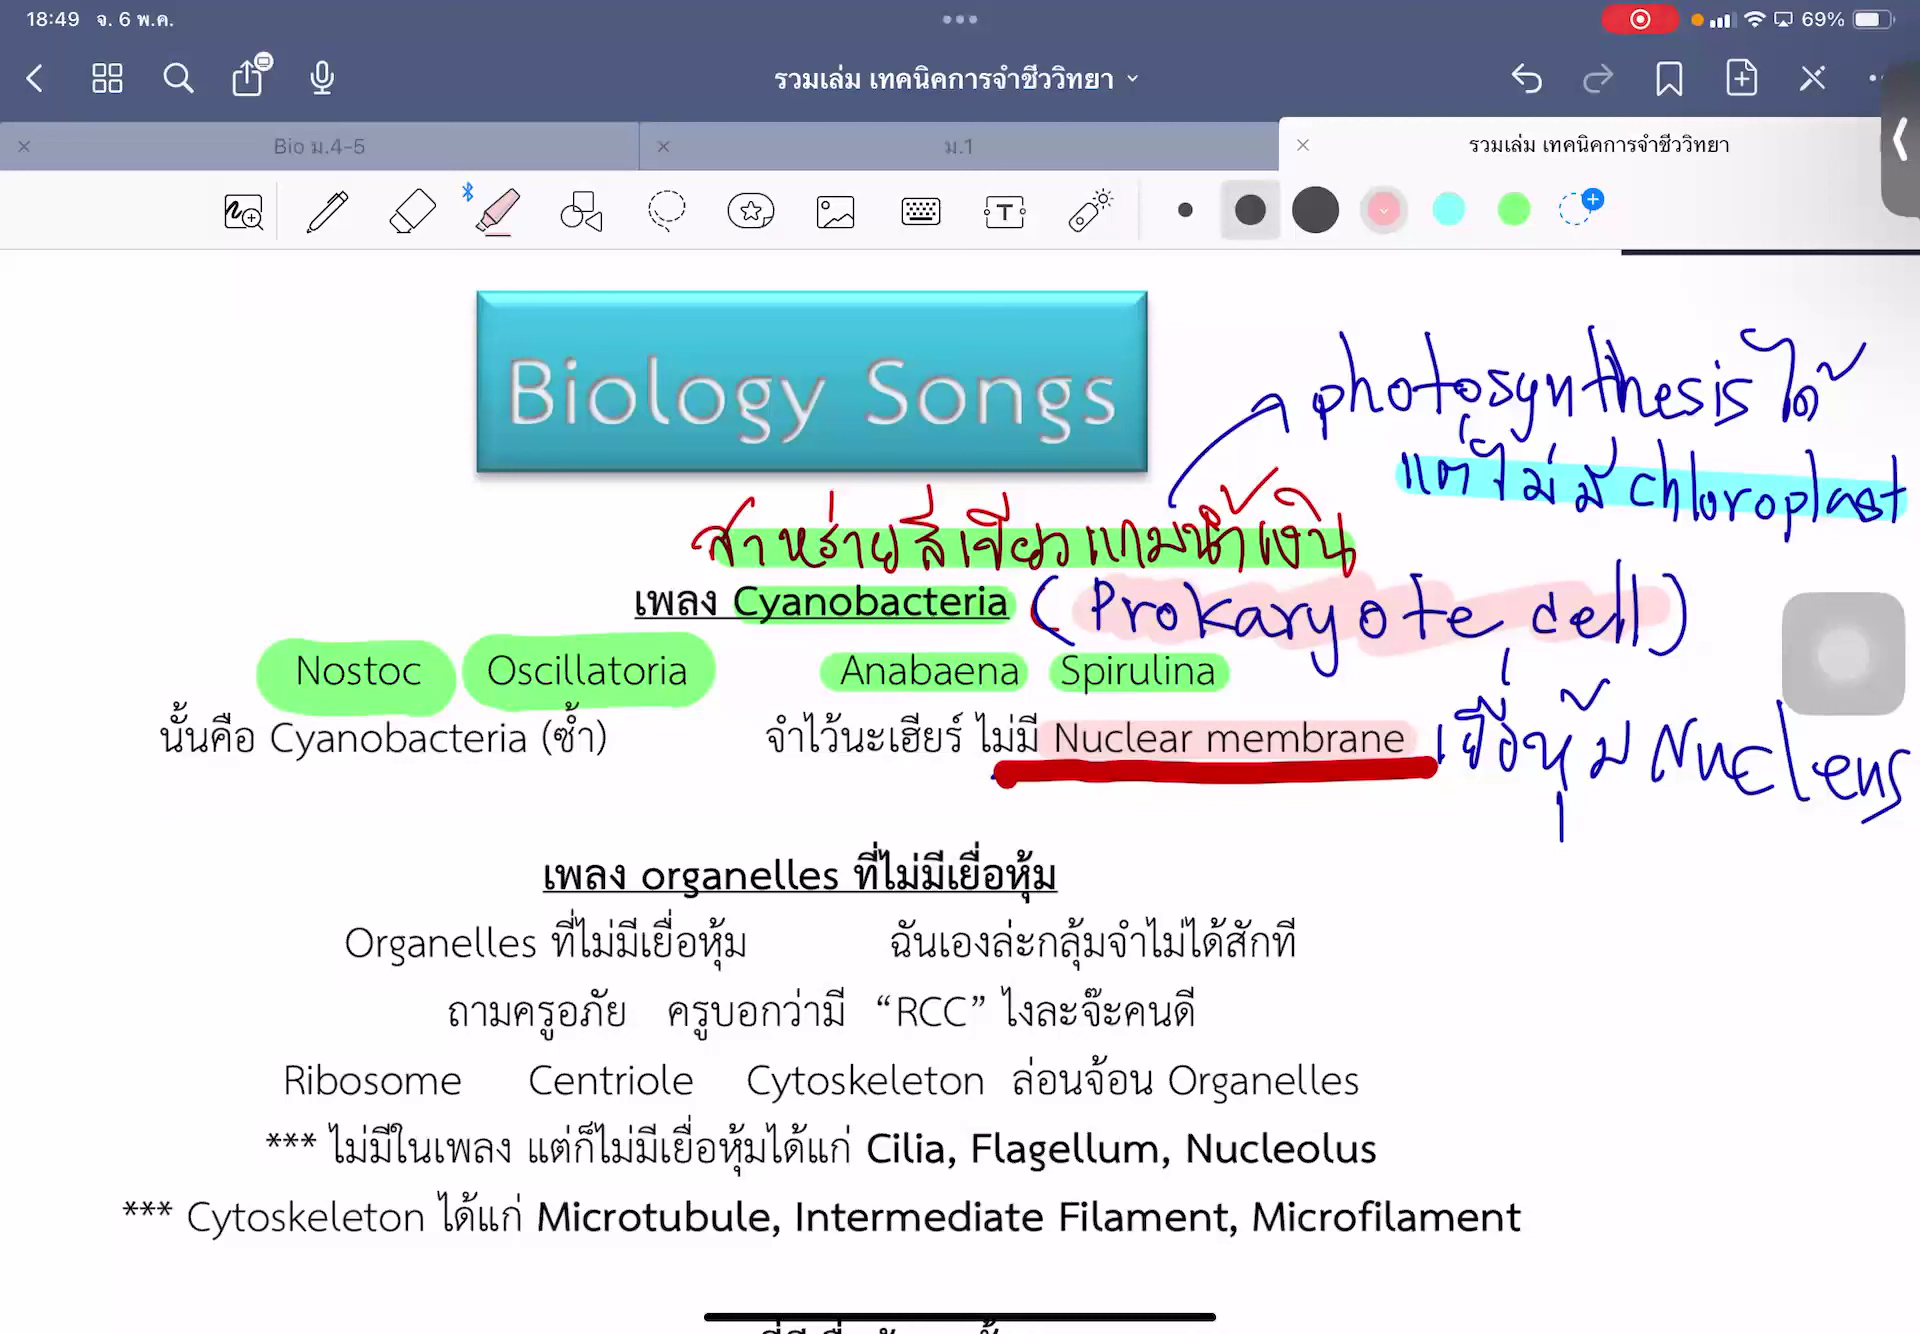 18:49 จ. 6 พ.ค.
69%
รวมเล่ม เทคนิคการจำชีววิทยา
Bio ม.4-5
ม.1
รวมเล่ม เทคนิคการจำชีววิทยา
Biology Songs
photosynthesis ได้
แต่ไม่มี chloroplast
สาหร่ายสีเขียวแกมน้ำเงิน
เพลง Cyanobacteria (Prokaryote cell)
Nostoc Oscillatoria Anabaena Spirulina
นั้นคือ Cyanobacteria (ซ้ำ) จำไว้นะเฮียร์ ไม่มี Nuclear membrane เยื่อหุ้ม Nucleus
เพลง organelles ที่ไม่มีเยื่อหุ้ม
Organelles ที่ไม่มีเยื่อหุ้ม ฉันเองล่ะกลุ้มจำไม่ได้สักที
ถามครูอภัย ครูบอกว่ามี “RCC” ไงละจ๊ะคนดี
Ribosome Centriole Cytoskeleton ล่อนจ้อน Organelles
*** ไม่มีในเพลง แต่ก็ไม่มีเยื่อหุ้มได้แก่ Cilia, Flagellum, Nucleolus
*** Cytoskeleton ได้แก่ Microtubule, Intermediate Filament, Microfilament